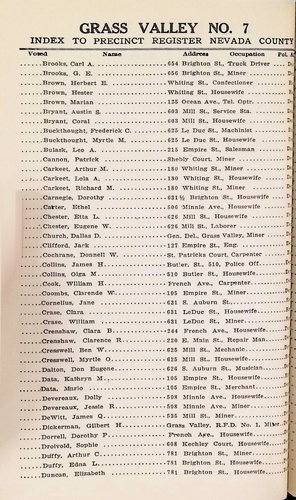 GRASS VALLEY NO. 7
INDEX TO PRECINCT REGISTER NEVADA COUNTY
Voted Name Address Occupation Pol.
Brooks, Carl A. 654 Brighton St., Truck Driver
Brooks, G. E. 656 Brighton St., Miner
Brown, Herbert E. Whiting St., Confectioner
Brown, Hester Whiting St., Housewife
Brown, Marian 125 Ocean Ave., Tel. Optr.
Bryant, Austin S. 603 Mill St., Service Sta.
Bryant, Coral 603 Mill St., Housewife
Buckthought, Frederick C. 625 Le Duc St., Machinist
Buckthought, Myrtle M. 625 Le Duc St., Housewife
Bulask, Leo A. 215 Empire St., Salesman
Cannon, Patrick Shebly Court, Miner
Carkeet, Arthur M. 180 Whiting St., Miner
Carkeet, Lola A. 180 Whiting St., Housewife
Carkeet, Richard M. 180 Whiting St., Miner
Carnegie, Dorothy 631½ Brighton St., Housewife
Carter, Ethel 506 Minnie Ave., Housewife
Chester, Etta L. 626 Mill St., Housewife
Chester, Eugene W. 626 Mill St., Laborer
Church, Dallas D. Gen. Del., Grass Valley, Miner
Clifford, Jack 127 Empire St., Eng.
Cochrane, Donnell W. St. Patricks Court, Carpenter
Collins, James H. Butler, St., 510, Police Off.
Collins, Olga M 510 Butler St., Housewife
Cook, William H French Ave., Carpenter
Coombs, Clarende W. 105 Empire St., Miner
Cornelius, Jane 631 S. Auburn St.
Crase, Clara 631 LeDuc St., Housewife
Crase, William 631 LeDuc St., Miner
Crenshaw, Clara B. 244 French Ave., Housewife
Crenshaw, Clarence R. 220 E. Main St., Repair Man
Cresswell, Ben W. 625 Mill St., Mechanic
Cresswell, Myrtle O. 625 Mill St., Housewife
Dalton, Don Eugene 626 S. Auburn St., Musician
Data, Kathryn M. 105 Empire St., Housewife
Data, Mario 105 Empire St., Merchant
Devereaux, Dolly 508 Minnie Ave., Housewife
Devereaux, Jessie R. 508 Minnie Ave., Miner
DeWitt, James Q. 435 Mill St., Miner
Dickerman, Gilbert H. Grass Valley, R.F.D. No. 1, Miner
Dorrell, Dorothy P. French Ave., Housewife
Droivold, Sophie 608 Kechley Court, Housewife
Duffy, Arthur C. 781 Brighton St., Miner
Duffy, Edna L. 781 Brighton St., Housewife
Duncan, Elizabeth 781 Brighton St., Housewife